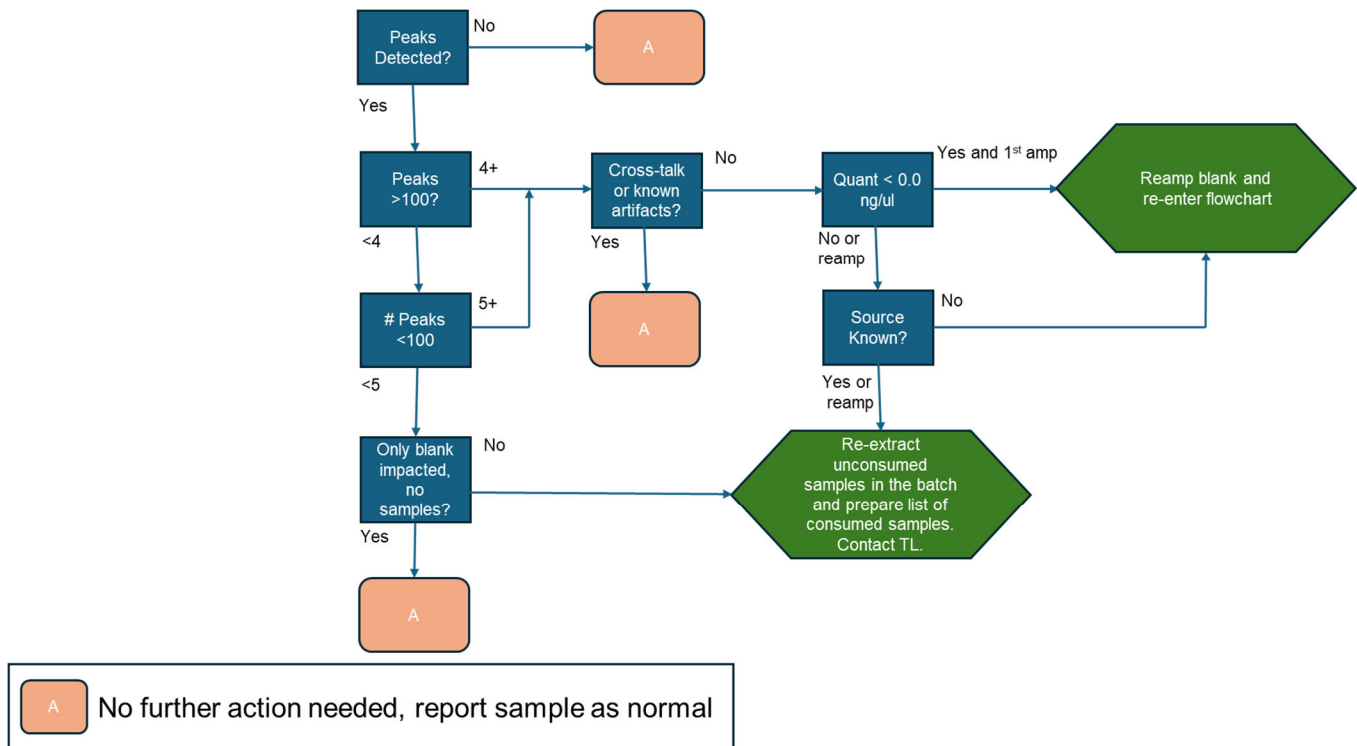 Peaks
Detected?
No
A
Yes
Peaks
>100?
4+
Cross-talk
or known
artifacts?
No
Quant < 0.0
ng/ul
Yes and 1st amp
Reamp blank and
re-enter flowchart
<4
Yes
No or
reamp
# Peaks
<100
5+
A
Source
Known?
No
<5
Yes or
reamp
Only blank
impacted,
no
samples?
No
Re-extract
unconsumed
samples in the batch
and prepare list of
consumed samples.
Contact TL.
Yes
A
A No further action needed, report sample as normal